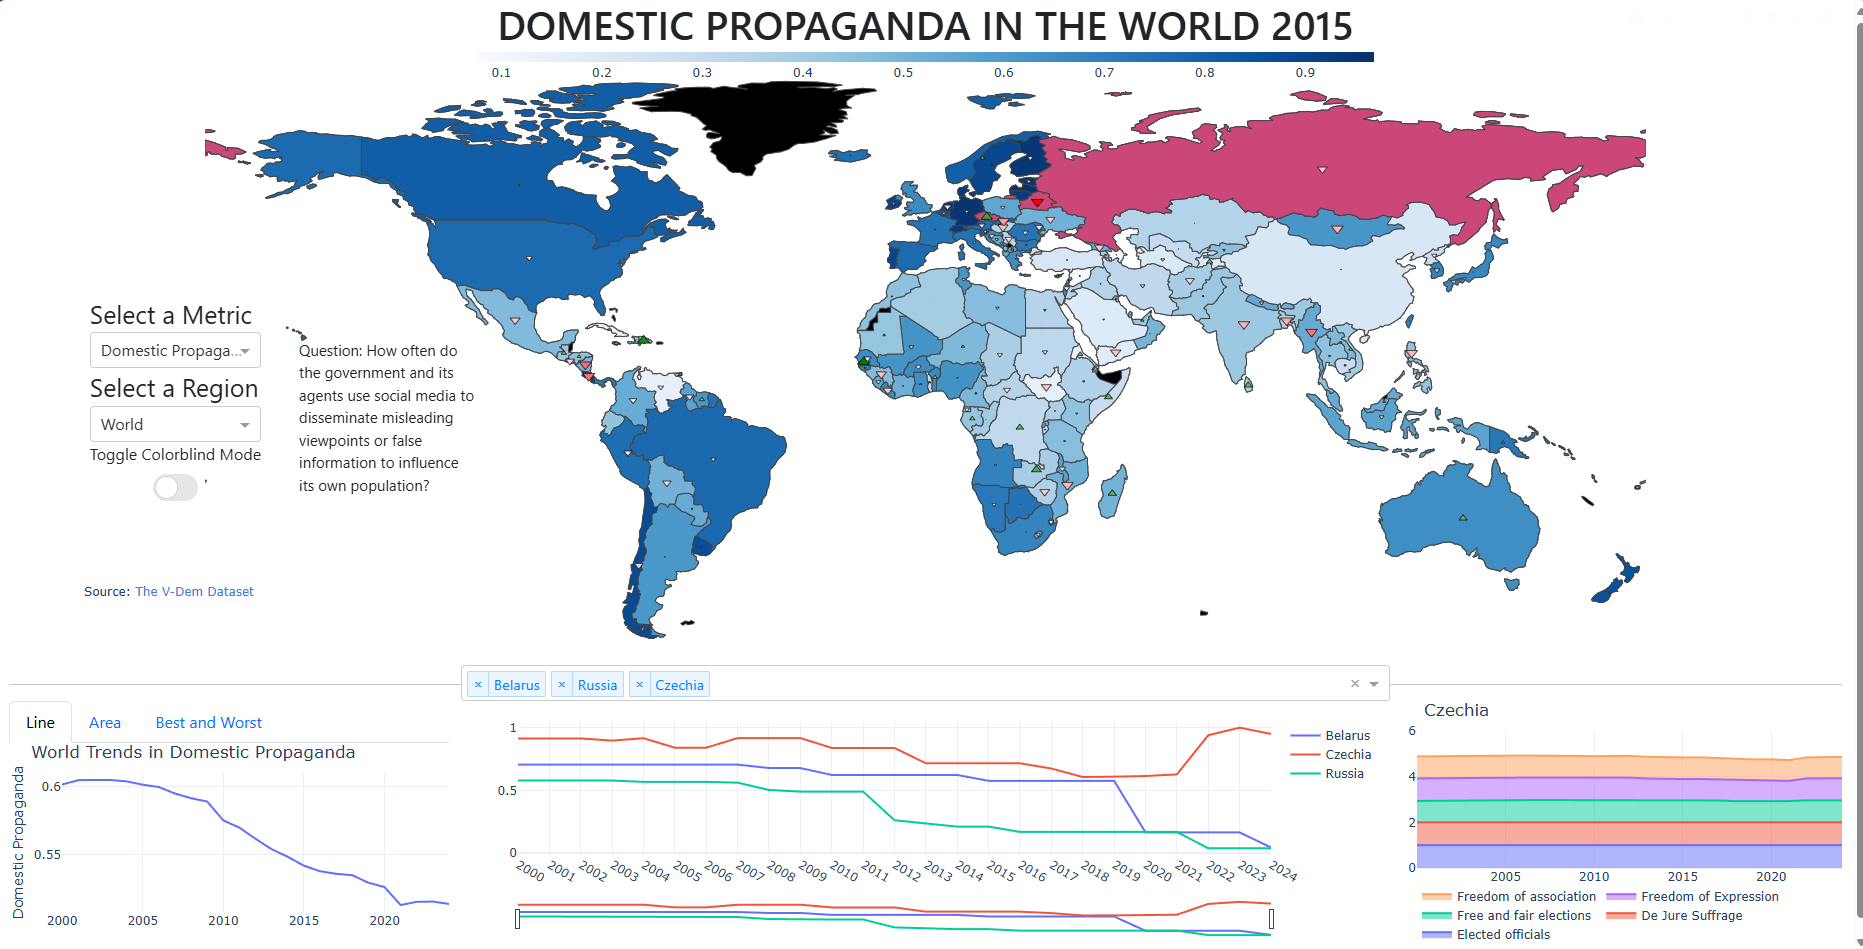 DOMESTIC PROPAGANDA IN THE WORLD 2015
0.1 0.2 0.3 0.4 0.5 0.6 0.7 0.8 0.9
Select a Metric
Domestic Propaga...
Select a Region
World
Toggle Colorblind Mode
Question: How often do
the government and its
agents use social media to
disseminate misleading
viewpoints or false
information to influence
its own population?
Source: The V-Dem Dataset
× Belarus × Russia × Czechia
Line Area Best and Worst
World Trends in Domestic Propaganda
Domestic Propaganda
0.6
0.55
2000 2005 2010 2015 2020
1
0.5
0
2000 2001 2002 2003 2004 2005 2006 2007 2008 2009 2010 2011 2012 2013 2014 2015 2016 2017 2018 2019 2020 2021 2022 2023 2024
Belarus
Czechia
Russia
Czechia
6
4
2
0
2005 2010 2015 2020
Freedom of association Freedom of Expression
Free and fair elections De Jure Suffrage
Elected officials